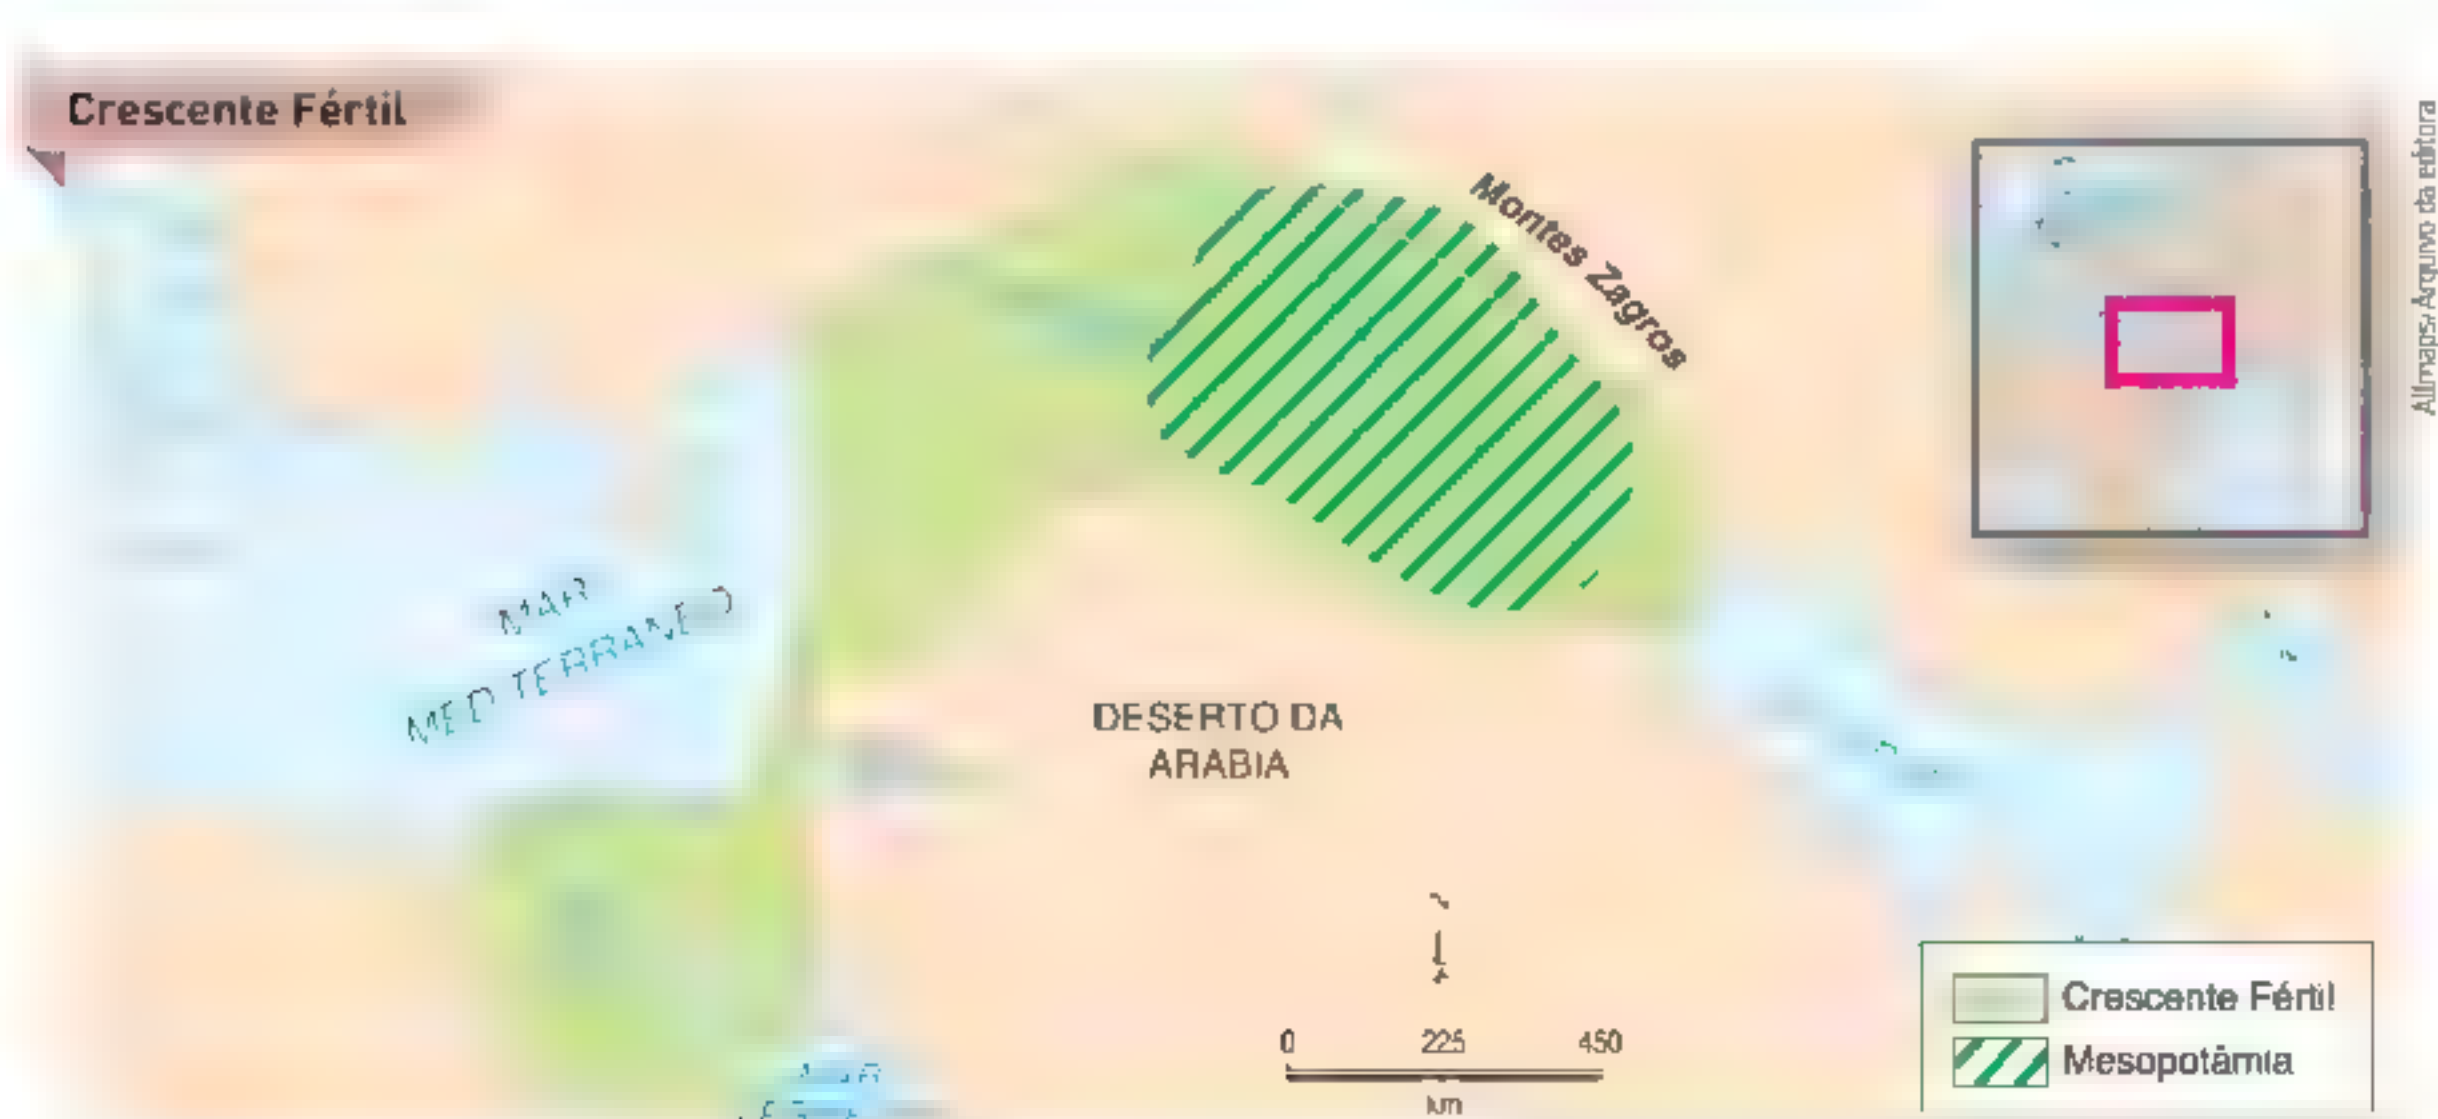 Crescente Fértil
Allmaps/Arquivo da editora
Montes Zagros
MAR
MEDITERRÂNEO
DESERTO DA
ARABIA
0 225 450
km
Crescente Fértil
Mesopotâmia